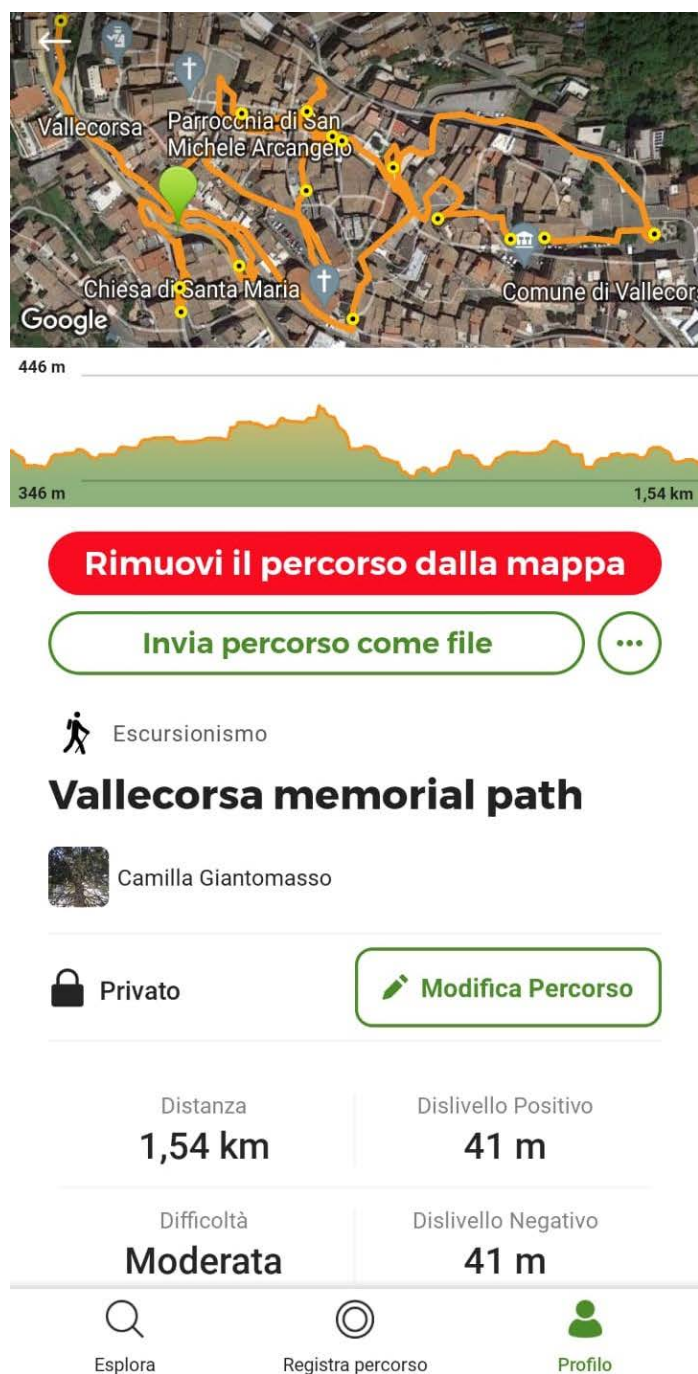 Vallecorsa
Parrocchia di San
Michele Arcangelo
Chiesa di Santa Maria
Comune di Vallecors
Google
446 m
346 m
1,54 km
Rimuovi il percorso dalla mappa
Invia percorso come file
Escursionismo
Vallecorsa memorial path
Camilla Giantomasso
Privato
Modifica Percorso
Distanza
Dislivello Positivo
1,54 km
41 m
Difficoltà
Dislivello Negativo
Moderata
41 m
Esplora
Registra percorso
Profilo